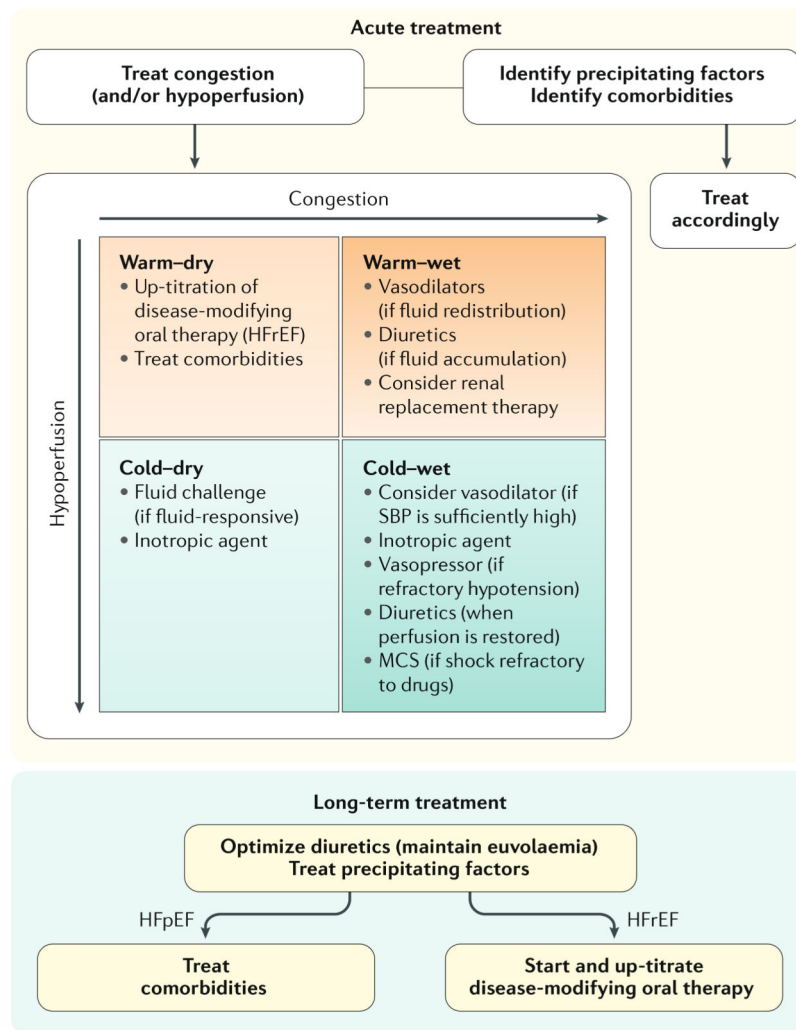 Acute treatment
Treat congestion
(and/or hypoperfusion)
Identify precipitating factors
Identify comorbidities
Treat
accordingly
Congestion
Hypoperfusion
Warm–dry
• Up-titration of
disease-modifying
oral therapy (HFrEF)
• Treat comorbidities
Warm–wet
• Vasodilators
(if fluid redistribution)
• Diuretics
(if fluid accumulation)
• Consider renal
replacement therapy
Cold–dry
• Fluid challenge
(if fluid-responsive)
• Inotropic agent
Cold–wet
• Consider vasodilator (if
SBP is sufficiently high)
• Inotropic agent
• Vasopressor (if
refractory hypotension)
• Diuretics (when
perfusion is restored)
• MCS (if shock refractory
to drugs)
Long-term treatment
Optimize diuretics (maintain euvolaemia)
Treat precipitating factors
HFpEF
HFrEF
Treat
comorbidities
Start and up-titrate
disease-modifying oral therapy